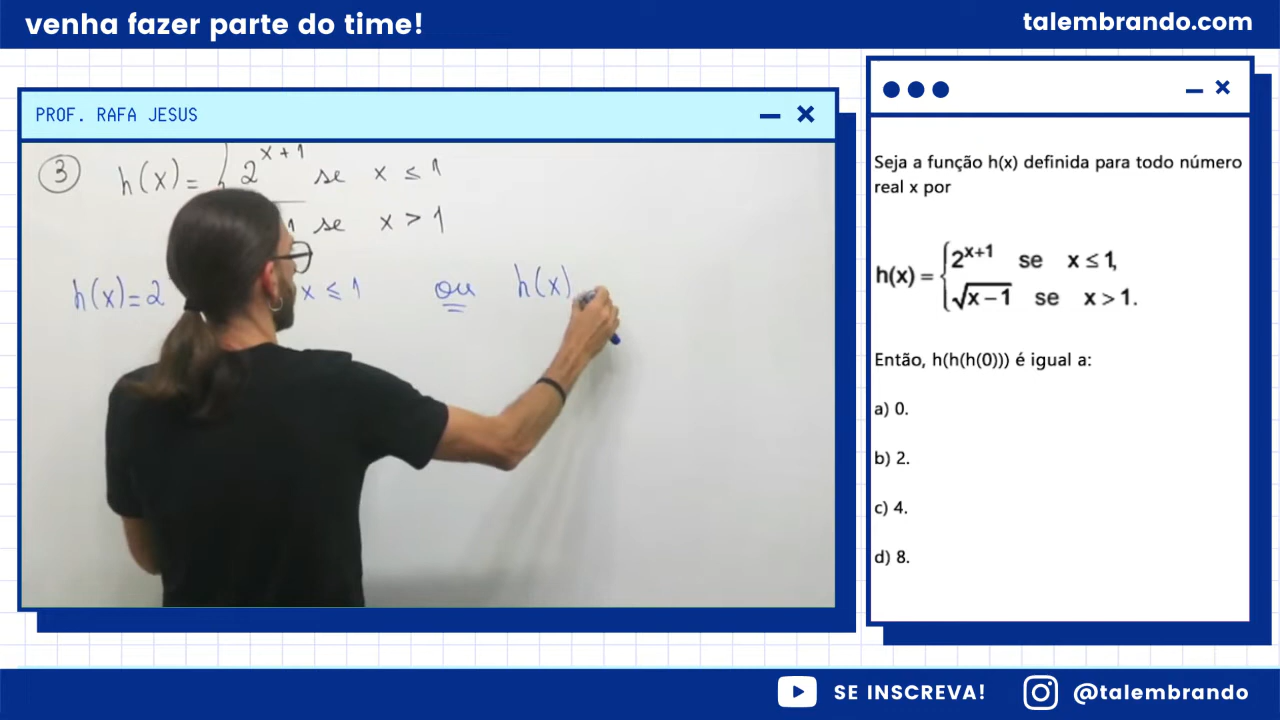 venha fazer parte do time!
talembrando.com
PROF. RAFA JESUS
3 h(x) = { 2^{x+1} se x ≤ 1
1 se x > 1
h(x)=2 x ≤ 1 ou h(x)
Seja a função h(x) definida para todo número
real x por
h(x) = { 2^{x+1} se x ≤ 1,
√x−1 se x > 1.
Então, h(h(h(0))) é igual a:
a) 0.
b) 2.
c) 4.
d) 8.
SE INSCREVA!
@talembrando